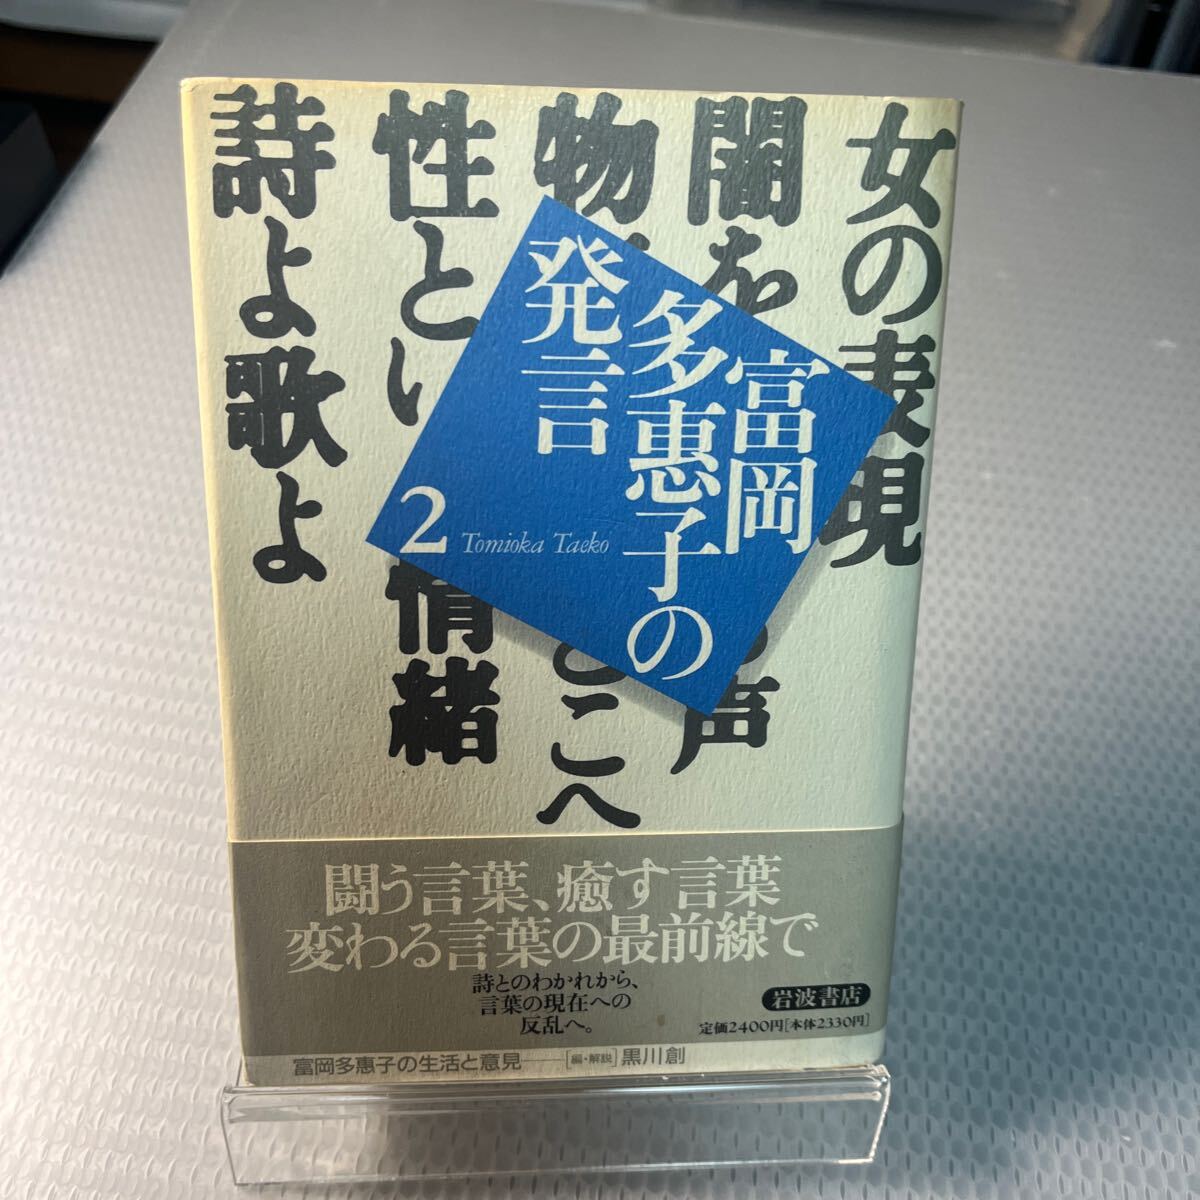 女の表現
闇を
の声
物
どこへ
性とい
情緒
詩よ歌よ
富岡
多惠子の
発言
2
Tomioka Taeko
闘う言葉、癒す言葉
変わる言葉の最前線で
詩とのわかれから、
言葉の現在への
反乱へ。
岩波書店
定価2400円[本体2330円]
富岡多惠子の生活と意見――[編・解説]黒川創